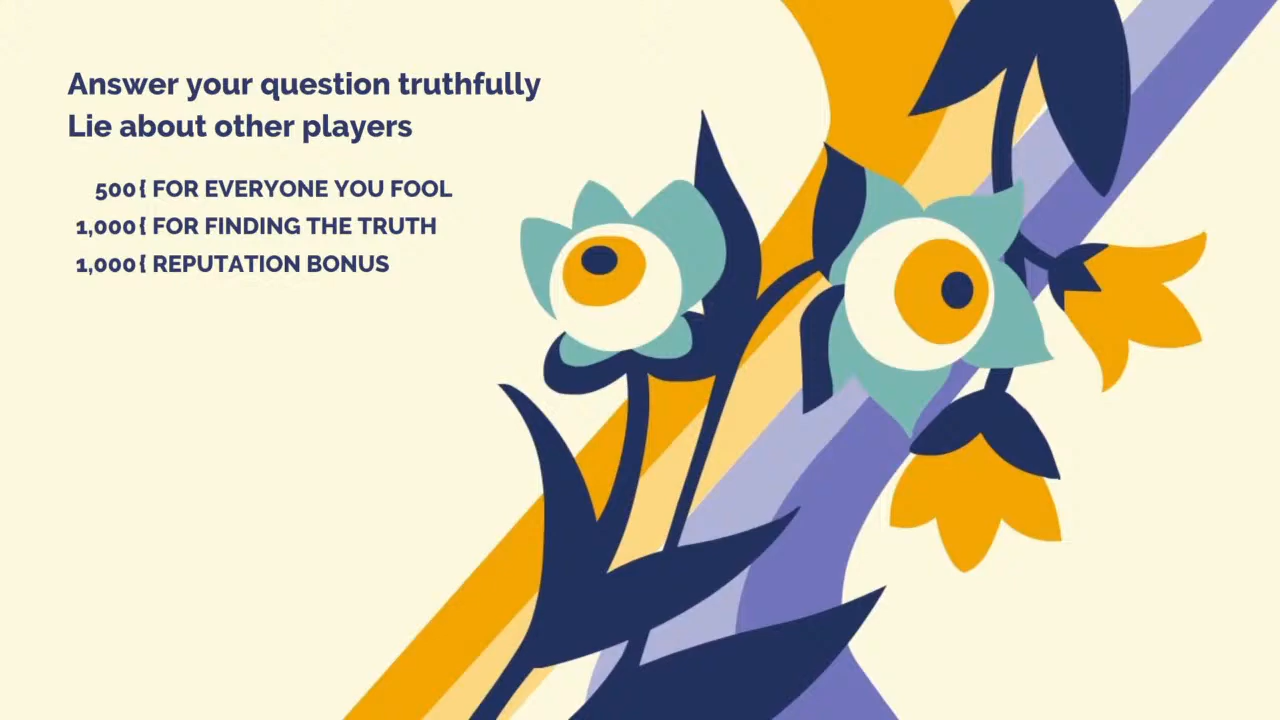 Answer your question truthfully
Lie about other players
500{ FOR EVERYONE YOU FOOL
1,000{ FOR FINDING THE TRUTH
1,000{ REPUTATION BONUS